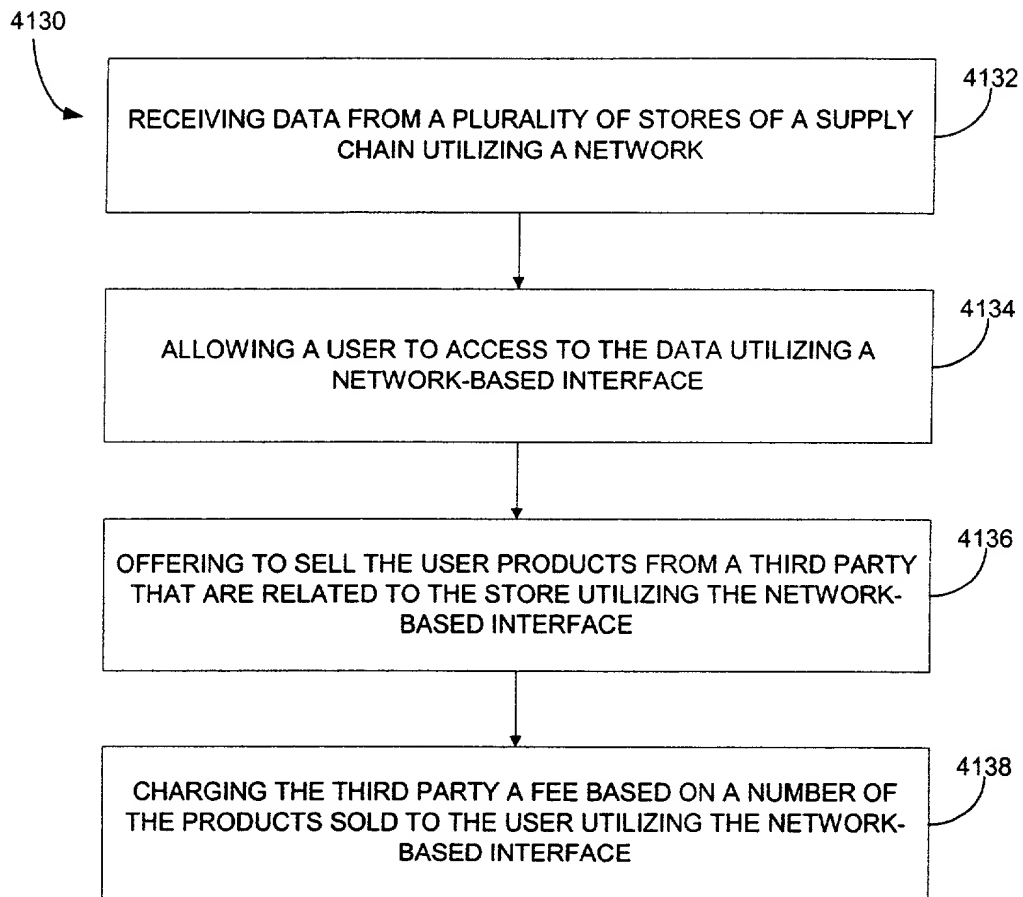 4130
4132
RECEIVING DATA FROM A PLURALITY OF STORES OF A SUPPLY
CHAIN UTILIZING A NETWORK
4134
ALLOWING A USER TO ACCESS TO THE DATA UTILIZING A
NETWORK-BASED INTERFACE
4136
OFFERING TO SELL THE USER PRODUCTS FROM A THIRD PARTY
THAT ARE RELATED TO THE STORE UTILIZING THE NETWORK-
BASED INTERFACE
4138
CHARGING THE THIRD PARTY A FEE BASED ON A NUMBER OF
THE PRODUCTS SOLD TO THE USER UTILIZING THE NETWORK-
BASED INTERFACE